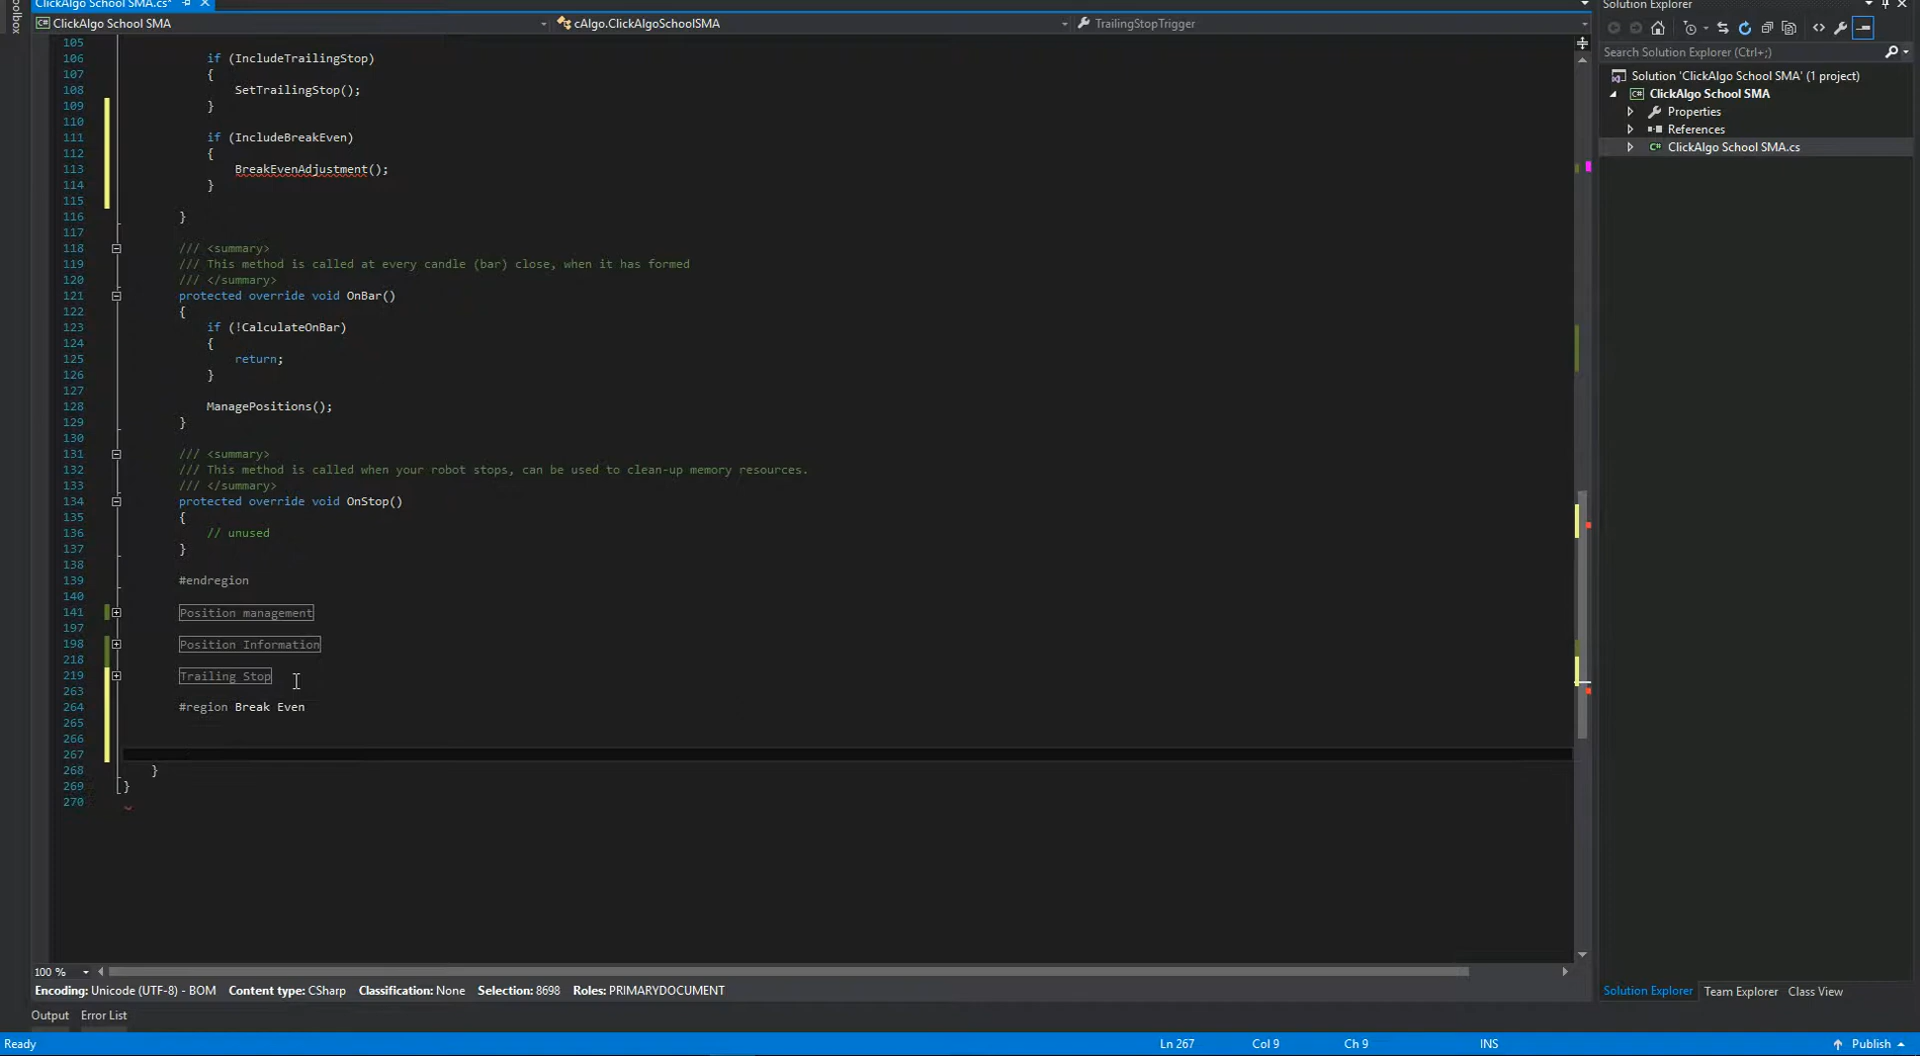 Toolbox
ClickAlgo School SMA.cs*
ClickAlgo School SMA
cAlgo.ClickAlgoSchoolSMA
TrailingStopTrigger
105
106 if (IncludeTrailingStop)
107 {
108 SetTrailingStop();
109 }
110
111 if (IncludeBreakEven)
112 {
113 BreakEvenAdjustment();
114 }
115
116 }
117
118 /// <summary>
119 /// This method is called at every candle (bar) close, when it has formed
120 /// </summary>
121 protected override void OnBar()
122 {
123 if (!CalculateOnBar)
124 {
125 return;
126 }
127
128 ManagePositions();
129 }
130
131 /// <summary>
132 /// This method is called when your robot stops, can be used to clean-up memory resources.
133 /// </summary>
134 protected override void OnStop()
135 {
136 // unused
137 }
138
139 #endregion
140
141 Position management
197
198 Position Information
218
219 Trailing Stop
263
264 #region Break Even
265
266
267
268 }
269 }
270
100 %
Encoding: Unicode (UTF-8) - BOM Content type: CSharp Classification: None Selection: 8698 Roles: PRIMARYDOCUMENT
Output Error List
Ready Ln 267 Col 9 Ch 9 INS Publish
Solution Explorer
Search Solution Explorer (Ctrl+;)
Solution 'ClickAlgo School SMA' (1 project)
ClickAlgo School SMA
Properties
References
ClickAlgo School SMA.cs
Solution Explorer Team Explorer Class View